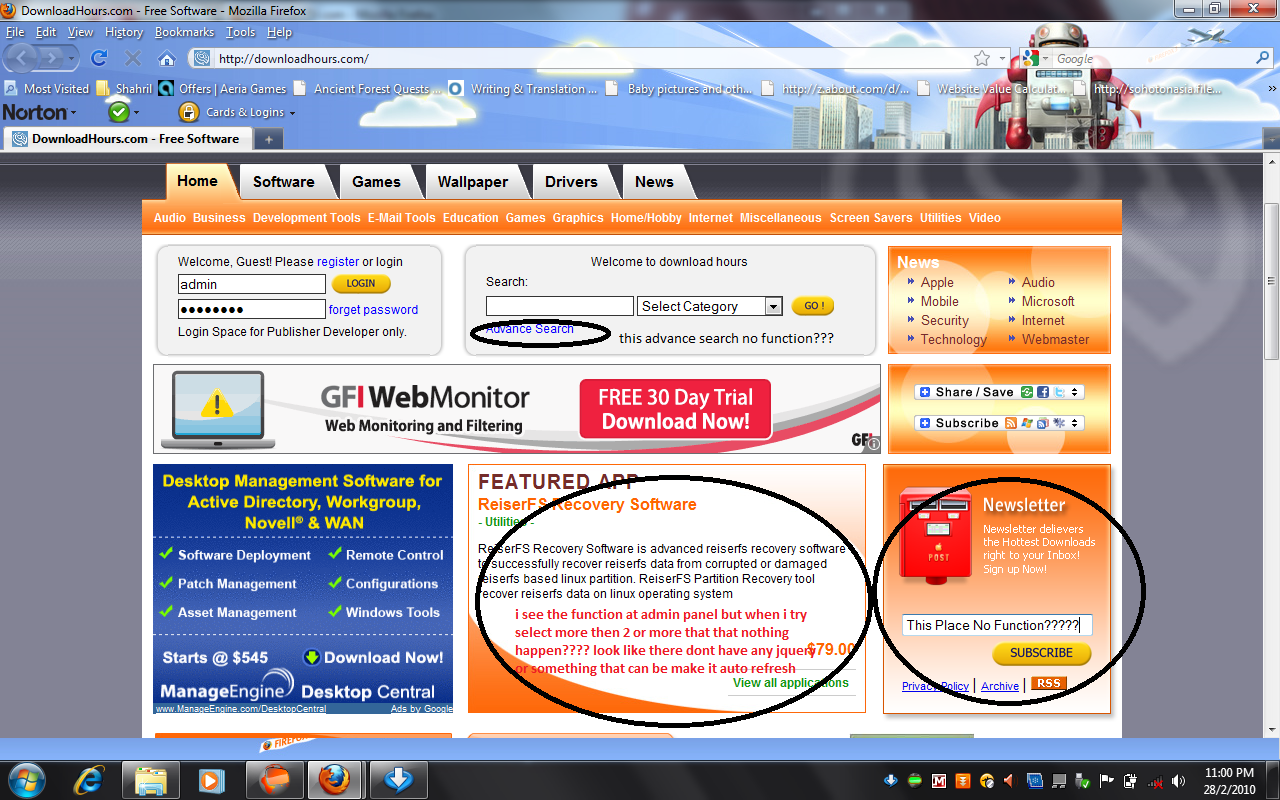 DownloadHours.com - Free Software - Mozilla Firefox
File Edit View History Bookmarks Tools Help
http://downloadhours.com/
Google
Most Visited Shahril Offers | Aeria Games Ancient Forest Quests ... Writing & Translation ... Baby pictures and oth... http://z.about.com/d/... Website Value Calculat... http://sohotonasia.file... »
Norton Cards & Logins
DownloadHours.com - Free Software +
Home Software Games Wallpaper Drivers News
Audio Business Development Tools E-Mail Tools Education Games Graphics Home/Hobby Internet Miscellaneous Screen Savers Utilities Video
Welcome, Guest! Please register or login
admin LOGIN
●●●●●●●● forget password
Login Space for Publisher Developer only.
Welcome to download hours
Search:
Select Category GO !
Advance Search
this advance search no function???
News
Apple Audio
Mobile Microsoft
Security Internet
Technology Webmaster
GFI WebMonitor
Web Monitoring and Filtering
FREE 30 Day Trial
Download Now!
GFI
Share / Save
Subscribe
Desktop Management Software for
Active Directory, Workgroup,
Novell® & WAN
Software Deployment Remote Control
Patch Management Configurations
Asset Management Windows Tools
Starts @ $545 Download Now!
ManageEngine Desktop Central
www.ManageEngine.com/DesktopCentral Ads by Google
FEATURED APP
ReiserFS Recovery Software
- Utilities -
ReiserFS Recovery Software is advanced reiserfs recovery software
to successfully recover reiserfs data from corrupted or damaged
reiserfs based linux partition. ReiserFS Partition Recovery tool
recover reiserfs data on linux operating system
i see the function at admin panel but when i try
select more then 2 or more that that nothing
happen???? look like there dont have any jquery
or something that can be make it auto refresh
$79.00
View all applications
POST
Newsletter
Newsletter delievers
the Hottest Downloads
right to your Inbox!
Sign up Now!
This Place No Function?????
SUBSCRIBE
Privacy Policy | Archive | RSS
FIREFO
11:00 PM
28/2/2010